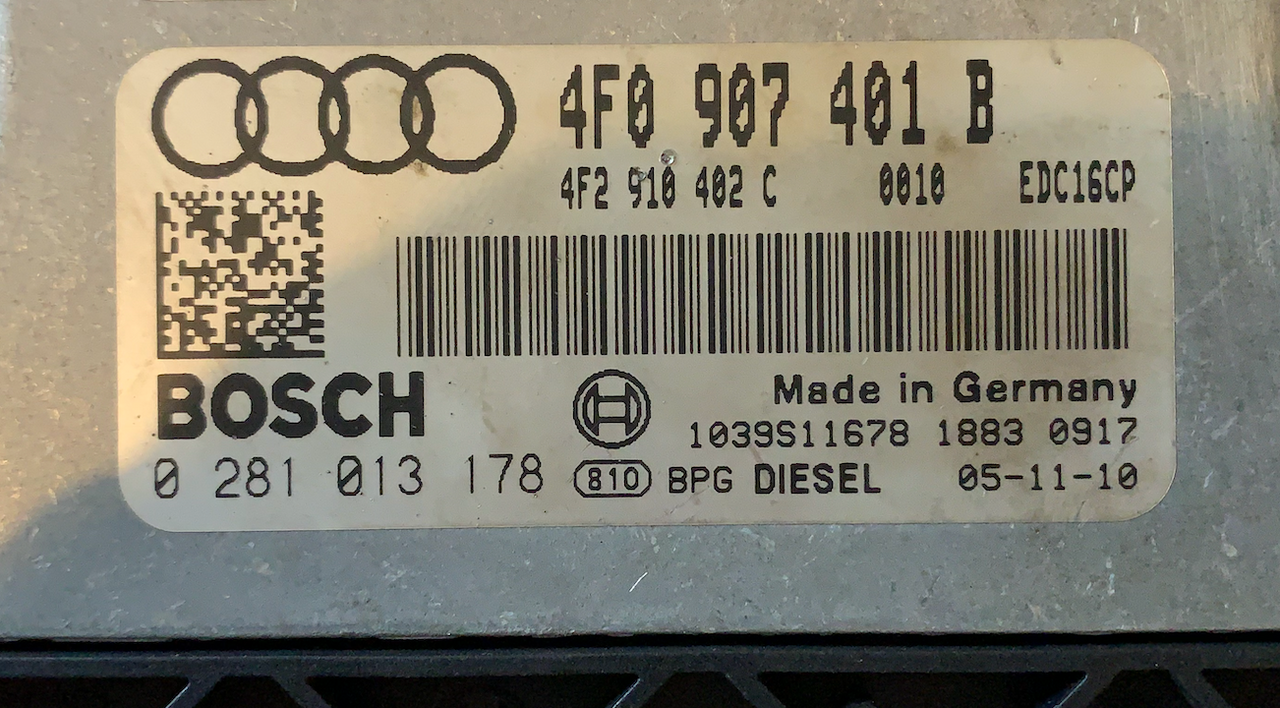 4F0 907 401 B
4F2 910 402 C 0010 EDC16CP
BOSCH
Made in Germany
1039S11678 1883 0917
0 281 013 178 810 BPG DIESEL 05-11-10